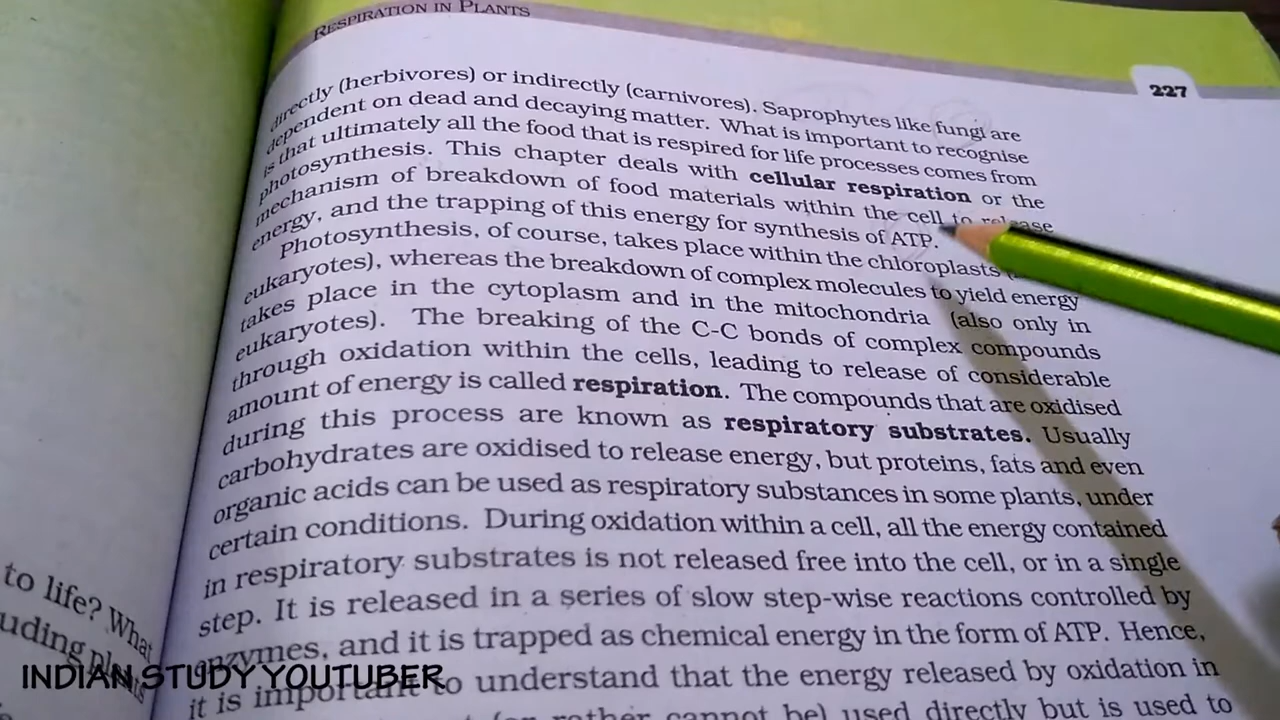 RESPIRATION IN PLANTS
227
directly (herbivores) or indirectly (carnivores). Saprophytes like fungi are
dependent on dead and decaying matter. What is important to recognise
is that ultimately all the food that is respired for life processes comes from
photosynthesis. This chapter deals with cellular respiration or the
mechanism of breakdown of food materials within the cell to release
energy, and the trapping of this energy for synthesis of ATP.
Photosynthesis, of course, takes place within the chloroplasts
eukaryotes), whereas the breakdown of complex molecules to yield energy
takes place in the cytoplasm and in the mitochondria (also only in
eukaryotes). The breaking of the C-C bonds of complex compounds
through oxidation within the cells, leading to release of considerable
amount of energy is called respiration. The compounds that are oxidised
during this process are known as respiratory substrates. Usually
carbohydrates are oxidised to release energy, but proteins, fats and even
organic acids can be used as respiratory substances in some plants, under
certain conditions. During oxidation within a cell, all the energy contained
in respiratory substrates is not released free into the cell, or in a single
step. It is released in a series of slow step-wise reactions controlled by
enzymes, and it is trapped as chemical energy in the form of ATP. Hence,
it is important to understand that the energy released by oxidation in
rather cannot be) used directly but is used to
to life? What
uding
INDIAN STUDY YOUTUBER